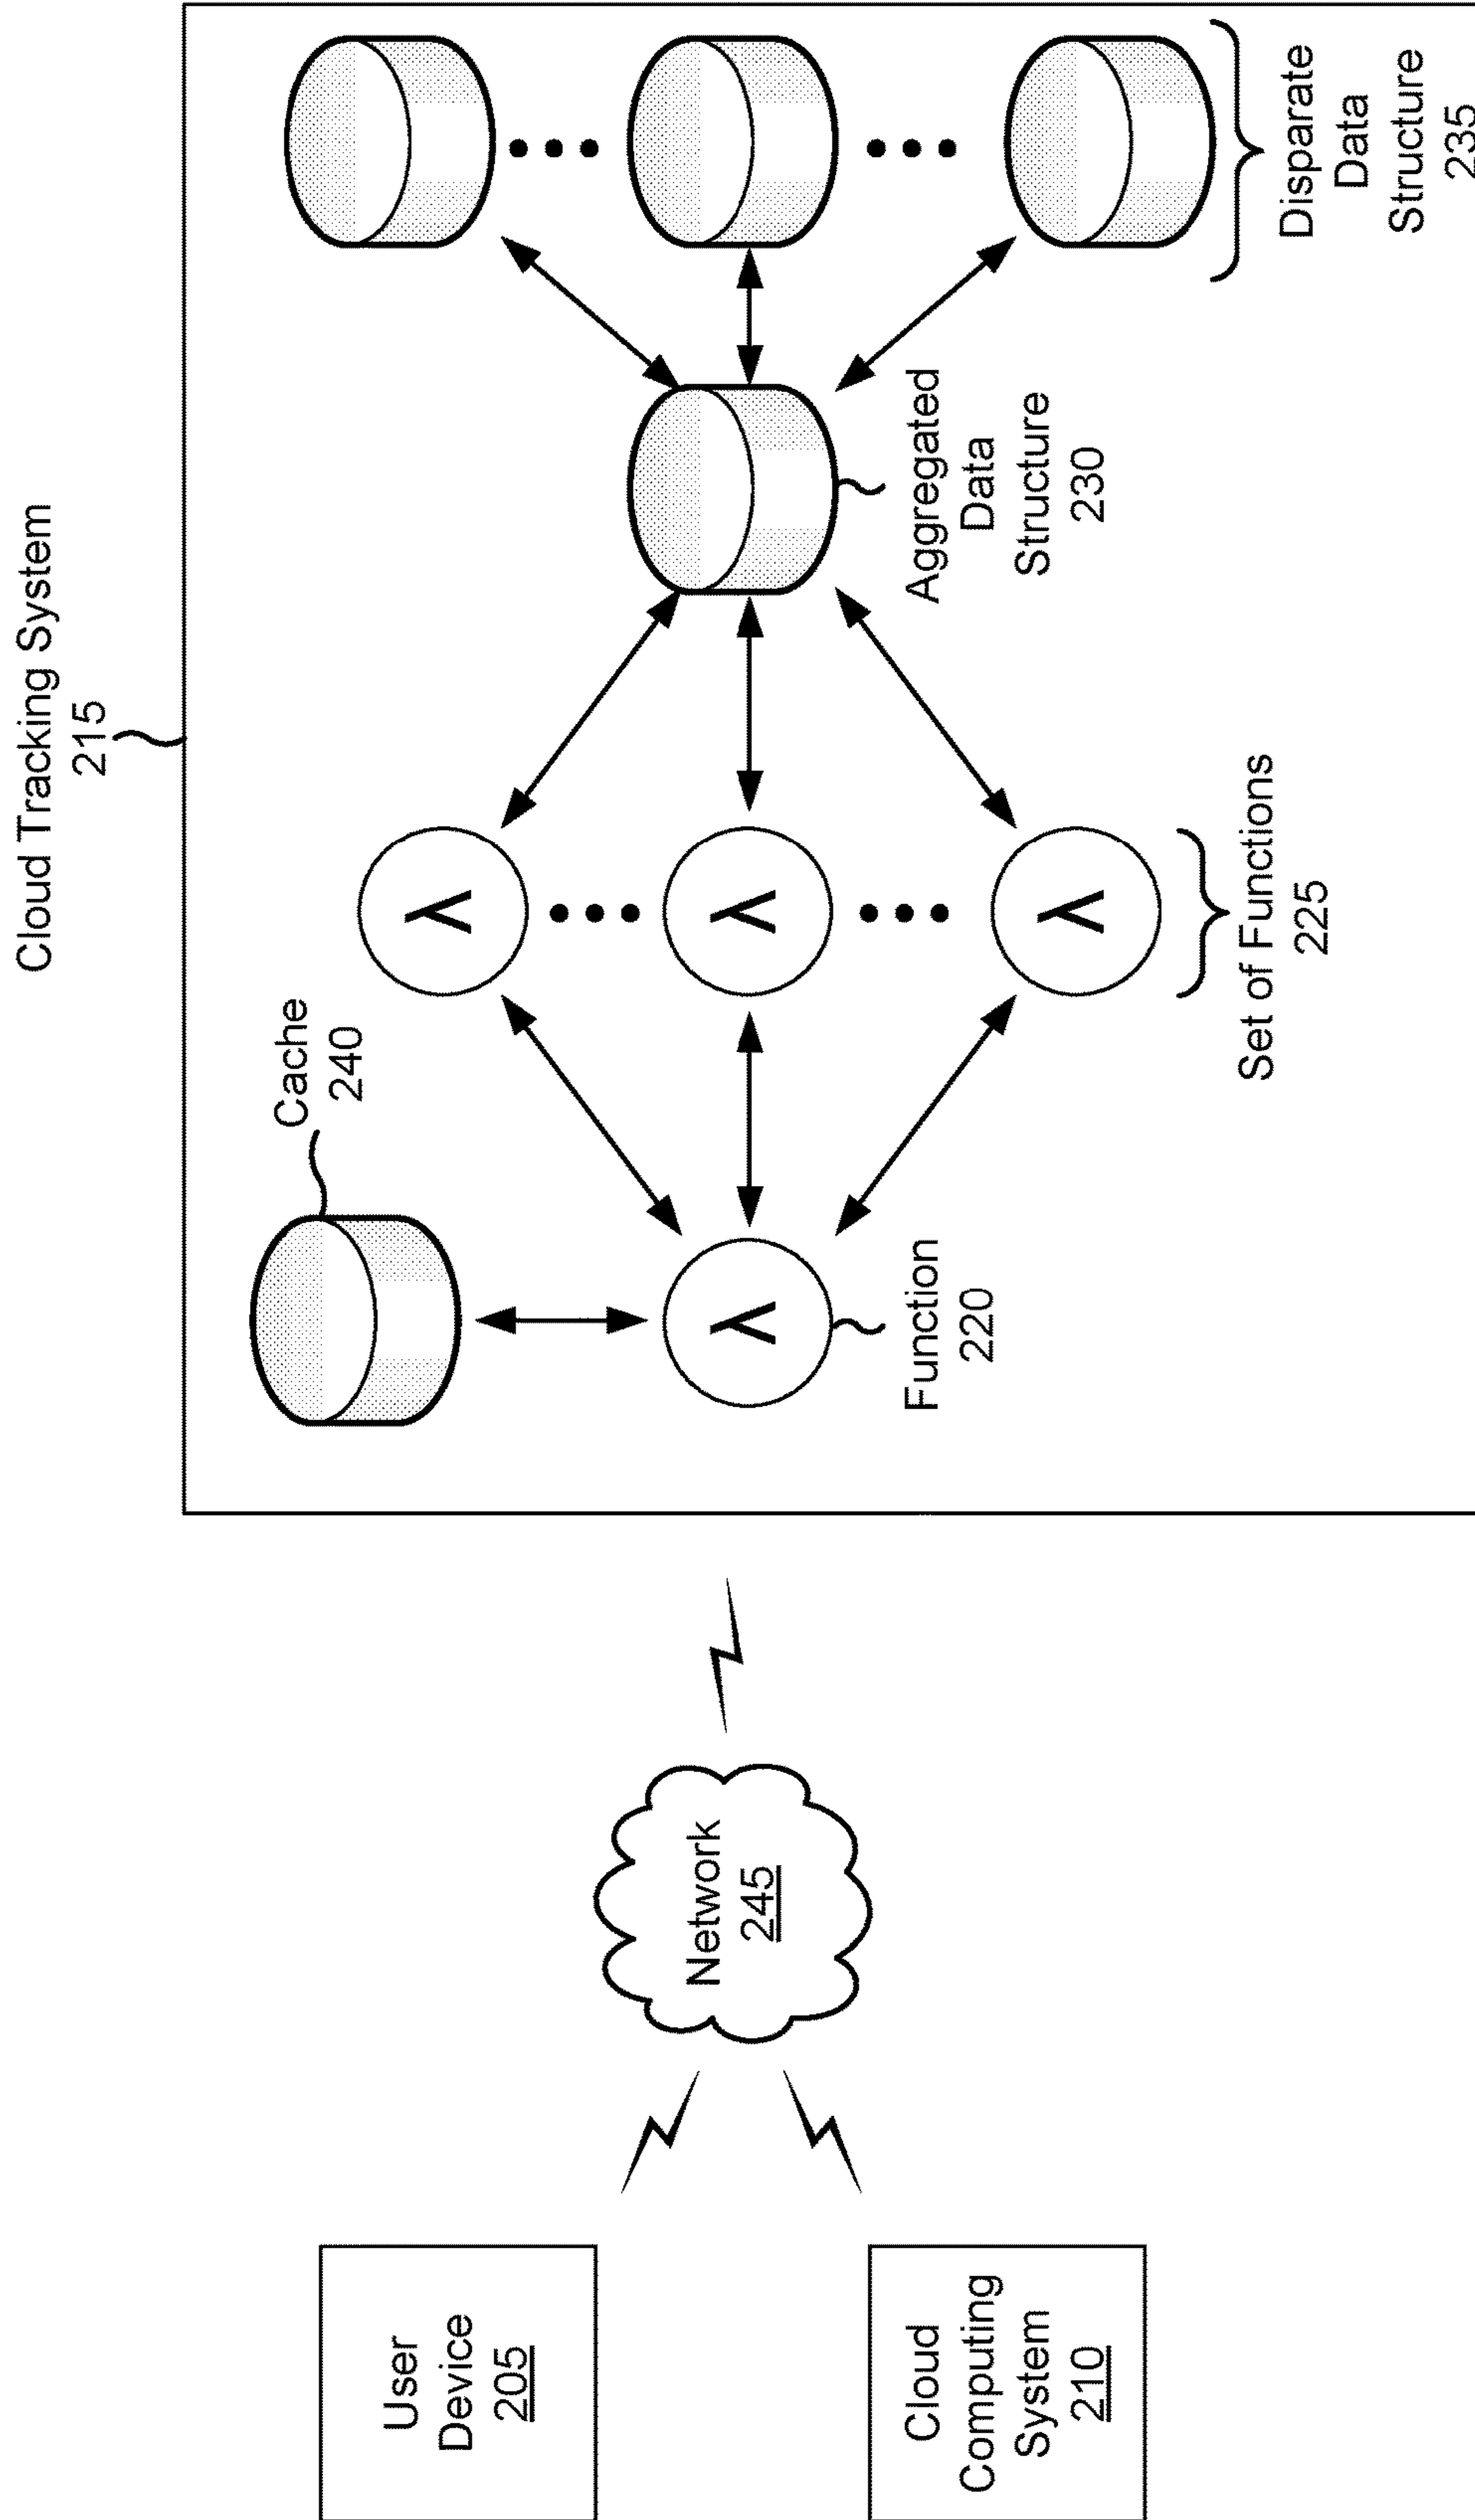 Cloud Tracking System
215
User
Device
205
Cloud
Computing
System
210
Network
245
Cache
240
λ
Function
220
λ
λ
λ
Set of Functions
225
Aggregated
Data
Structure
230
Disparate
Data
Structure
235